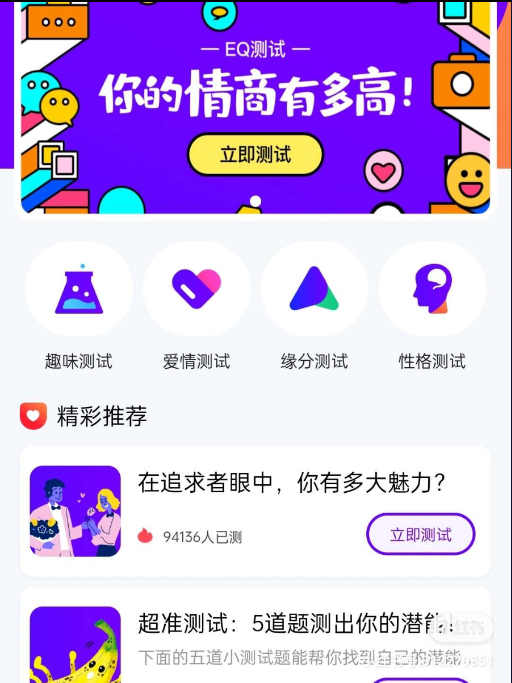 — EQ测试 —
你的情商有多高!
立即测试
趣味测试
爱情测试
缘分测试
性格测试
精彩推荐
在追求者眼中，你有多大魅力?
94136人已测
立即测试
超准测试：5道题测出你的潜能!
下面的五道小测试题能帮你找到自己的潜能
小红书